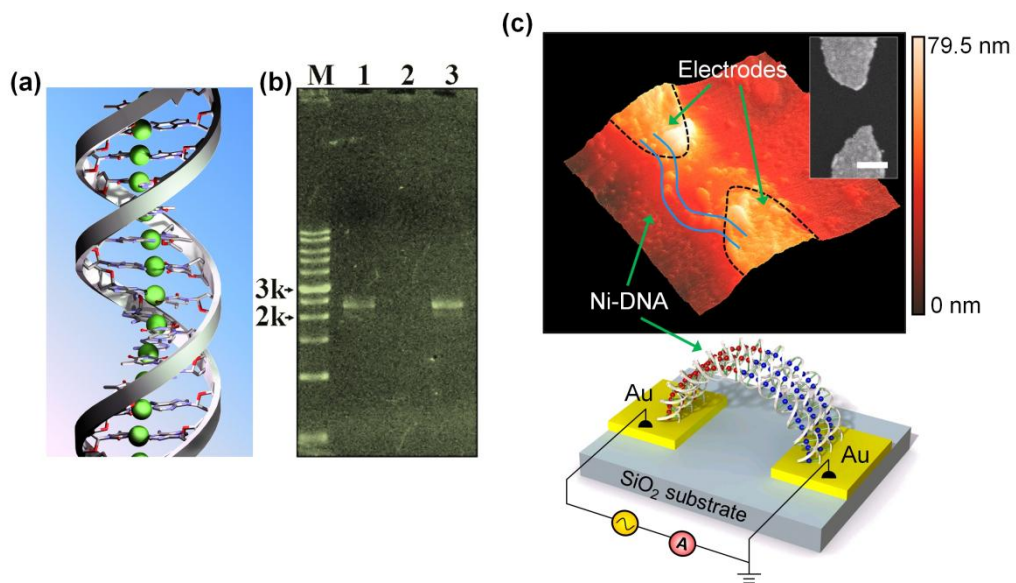 (a)
(b)
M 1 2 3
3k
2k
(c)
Electrodes
79.5 nm
0 nm
Ni-DNA
Au
Au
SiO₂ substrate
A